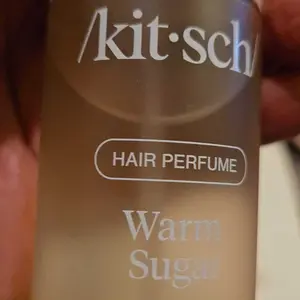 /kit·sch/
HAIR PERFUME
Warm
Sugar